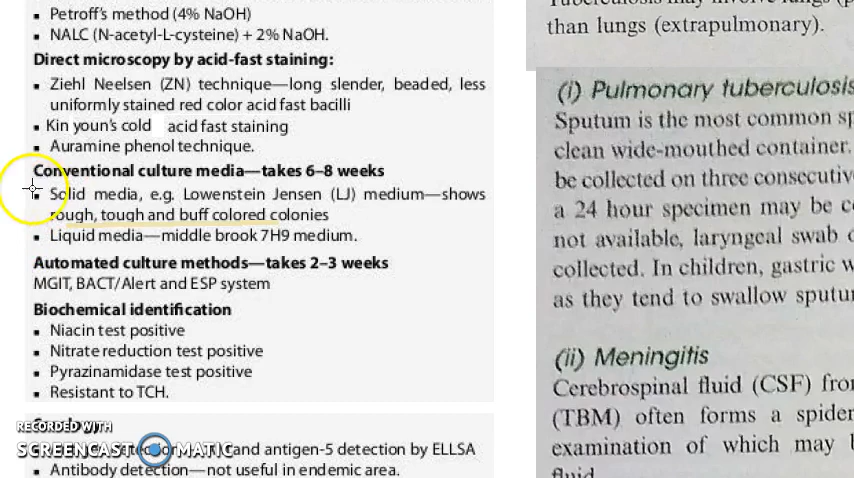 Petroff's method (4% NaOH)
NALC (N-acetyl-L-cysteine) + 2% NaOH.
Direct microscopy by acid-fast staining:
Ziehl Neelsen (ZN) technique—long slender, beaded, less
uniformly stained red color acid fast bacilli
Kin youn's cold acid fast staining
Auramine phenol technique.
Conventional culture media—takes 6–8 weeks
Solid media, e.g. Lowenstein Jensen (LJ) medium—shows
rough, tough and buff colored colonies
Liquid media—middle brook 7H9 medium.
Automated culture methods—takes 2–3 weeks
MGIT, BACT/Alert and ESP system
Biochemical identification
Niacin test positive
Nitrate reduction test positive
Pyrazinamidase test positive
Resistant to TCH.
RECORDED WITH
SCREENCAST MATIC
and antigen-5 detection by ELLSA
Antibody detection—not useful in endemic area.
than lungs (extrapulmonary).
(i) Pulmonary tuberculosis
Sputum is the most common
clean wide-mouthed container.
be collected on three
a 24 hour specimen may be
not available, laryngeal swab
collected. In children, gastric
as they tend to swallow
(ii) Meningitis
Cerebrospinal fluid (CSF)
(TBM) often forms a
examination of which may
fluid